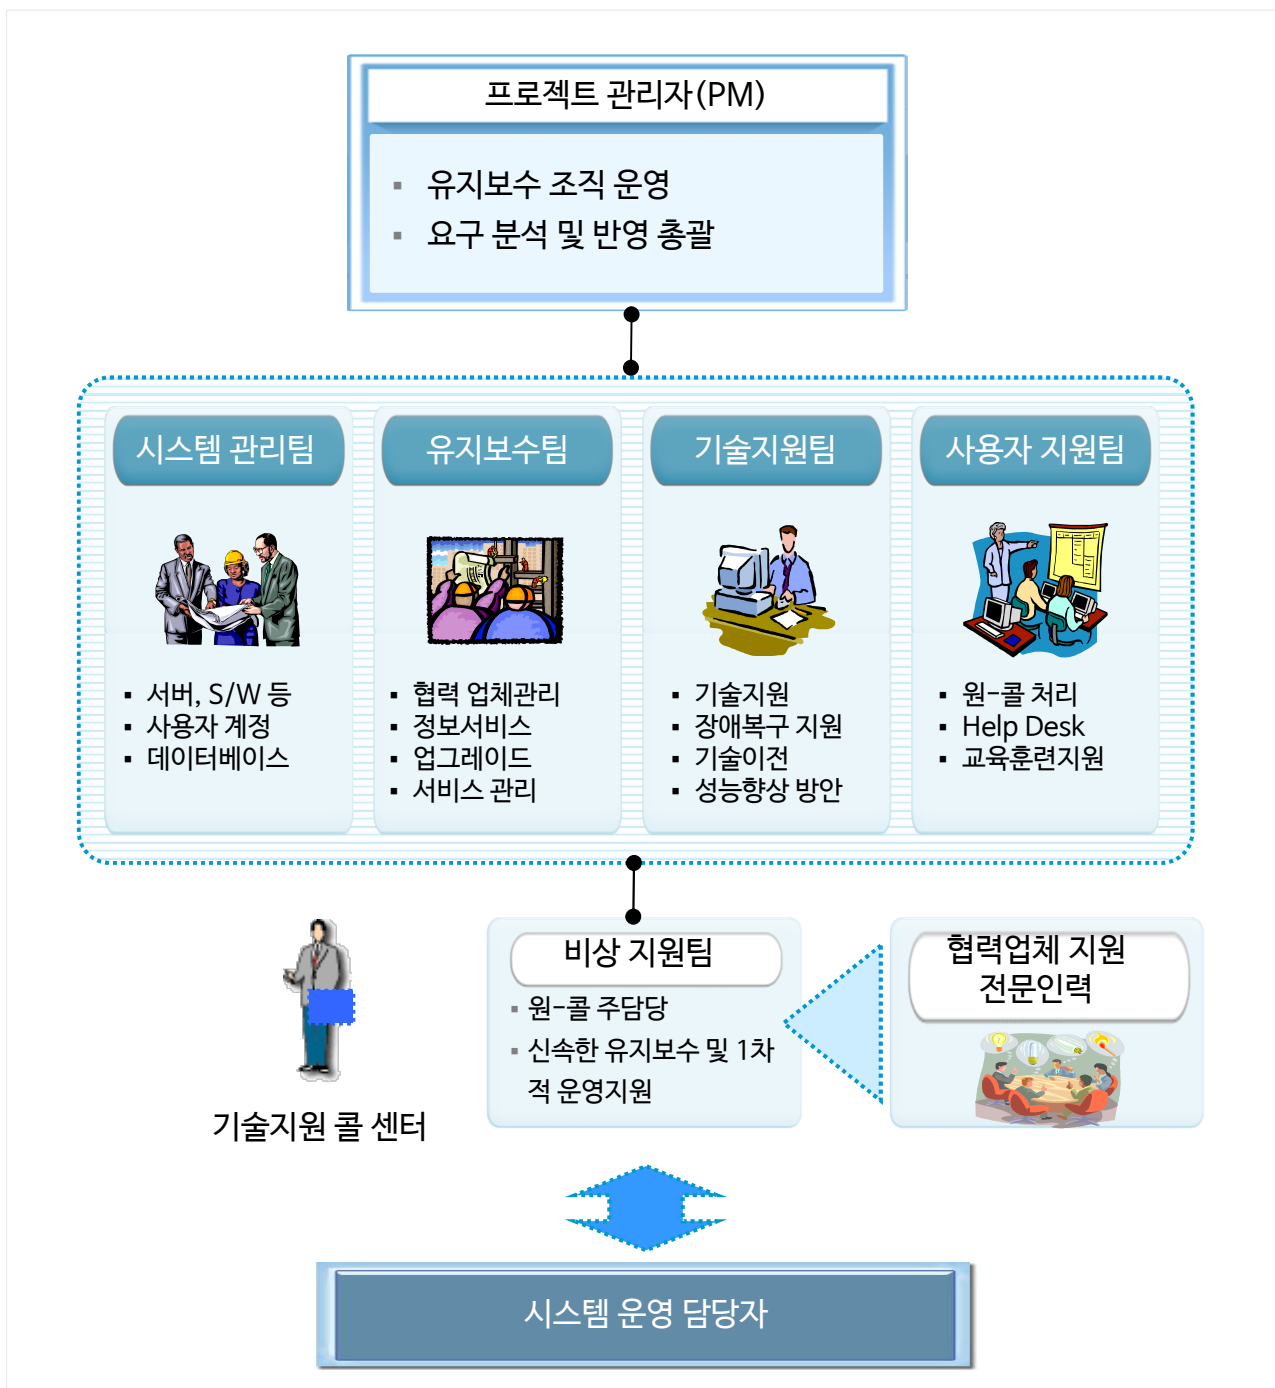 프로젝트 관리자(PM)
▪ 유지보수 조직 운영
▪ 요구 분석 및 반영 총괄
시스템 관리팀
▪ 서버, S/W 등
▪ 사용자 계정
▪ 데이터베이스
유지보수팀
▪ 협력 업체관리
▪ 정보서비스
▪ 업그레이드
▪ 서비스 관리
기술지원팀
▪ 기술지원
▪ 장애복구 지원
▪ 기술이전
▪ 성능향상 방안
사용자 지원팀
▪ 원-콜 처리
▪ Help Desk
▪ 교육훈련지원
기술지원 콜 센터
비상 지원팀
▪ 원-콜 주담당
▪ 신속한 유지보수 및 1차
적 운영지원
협력업체 지원
전문인력
시스템 운영 담당자